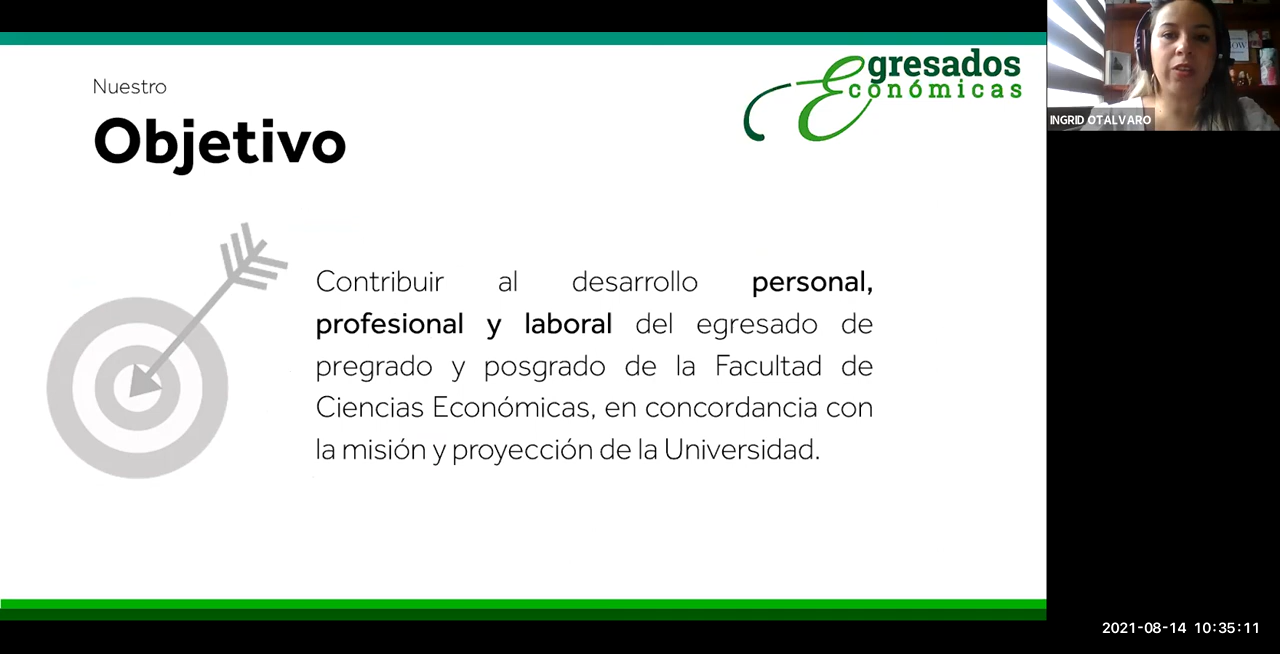 Nuestro
Objetivo
Egresados
Económicas
Contribuir al desarrollo personal,
profesional y laboral del egresado de
pregrado y posgrado de la Facultad de
Ciencias Económicas, en concordancia con
la misión y proyección de la Universidad.
INGRID OTALVARO
2021-08-14 10:35:11